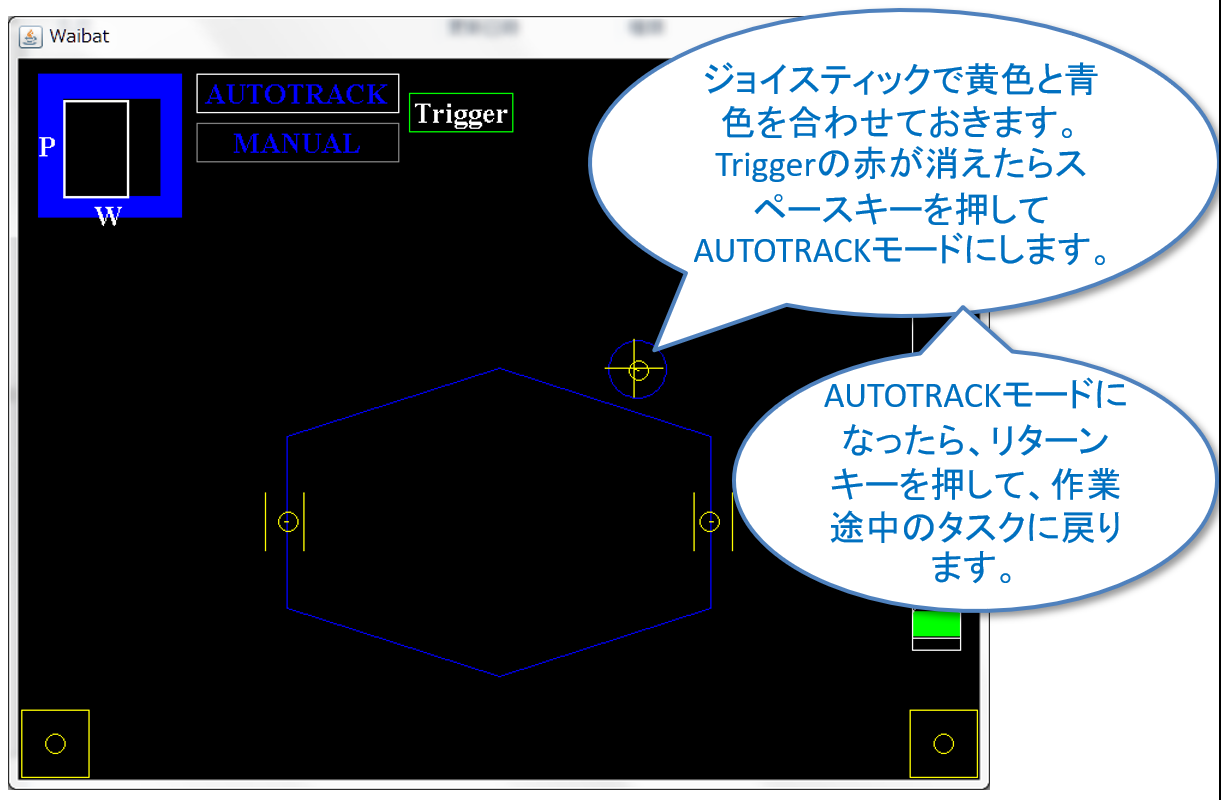 Waibat
AUTOTRACK
Trigger
MANUAL
P
W
ジョイスティックで黄色と青
色を合わせておきます。
Triggerの赤が消えたらス
ペースキーを押して
AUTOTRACKモードにします。
AUTOTRACKモードに
なったら、リターン
キーを押して、作業
途中のタスクに戻り
ます。